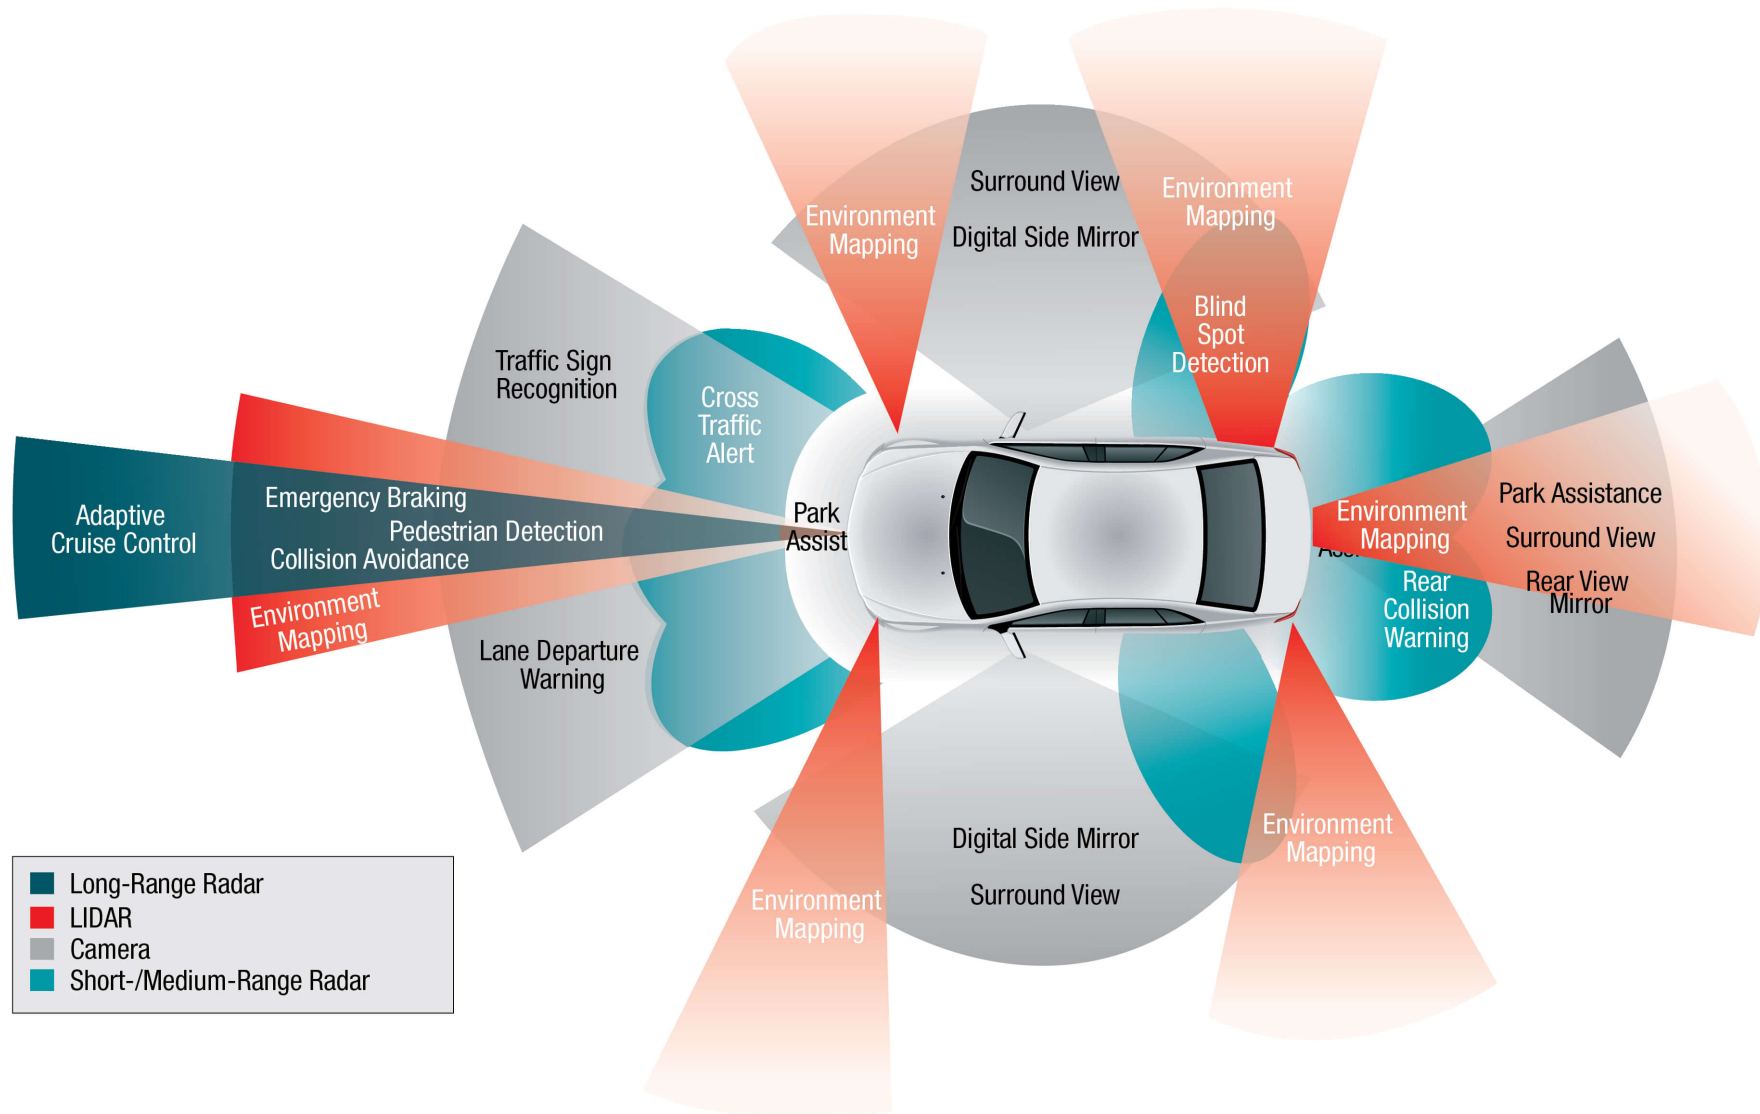 Surround View
Environment
Mapping
Environment
Mapping
Digital Side Mirror
Blind
Spot
Detection
Traffic Sign
Recognition
Cross
Traffic
Alert
Adaptive
Cruise Control
Emergency Braking
Pedestrian Detection
Collision Avoidance
Environment
Mapping
Lane Departure
Warning
Park
Assist
Environment
Mapping
Rear
Collision
Warning
Park Assistance
Surround View
Rear View
Mirror
Digital Side Mirror
Surround View
Environment
Mapping
Environment
Mapping
Long-Range Radar
LIDAR
Camera
Short-/Medium-Range Radar